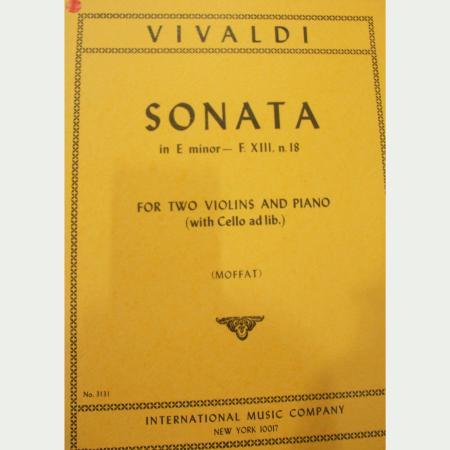 VIVALDI
SONATA
in E minor — F. XIII, n. 18
FOR TWO VIOLINS AND PIANO
(with Cello ad lib.)
(MOFFAT)
No. 3131
INTERNATIONAL MUSIC COMPANY
NEW YORK 10017